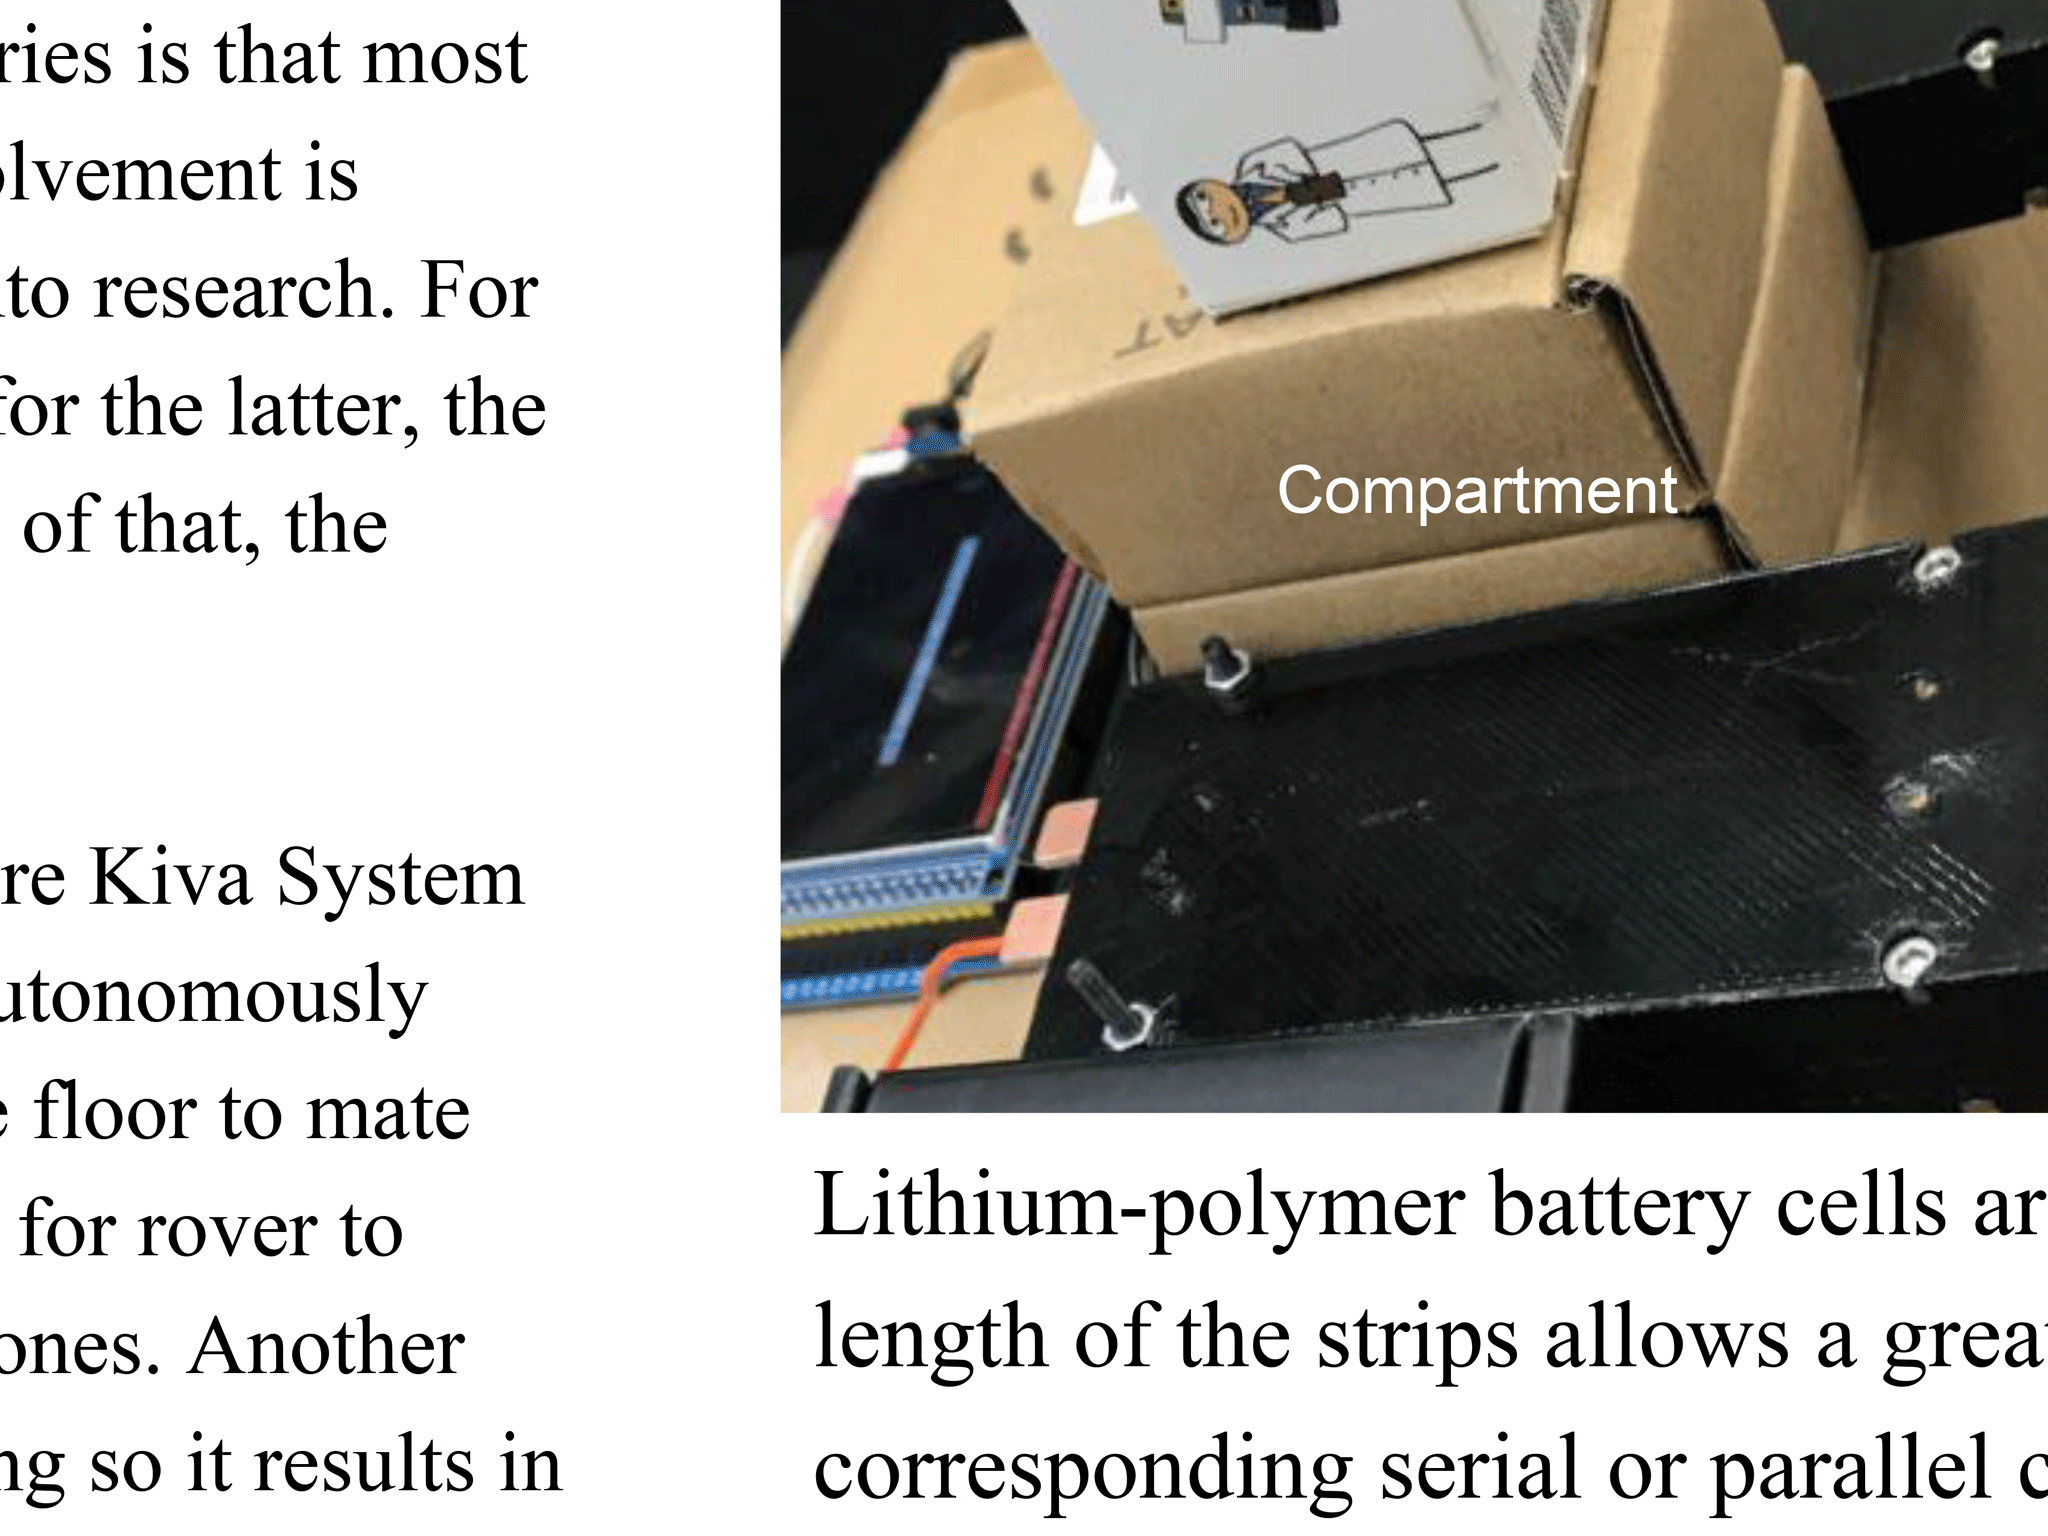 ries is that most
olvement is
nto research. For
for the latter, the
of that, the
re Kiva System
utonomously
e floor to mate
for rover to
ones. Another
ng so it results in
Compartment
Lithium-polymer battery cells ar
length of the strips allows a grea
corresponding serial or parallel c